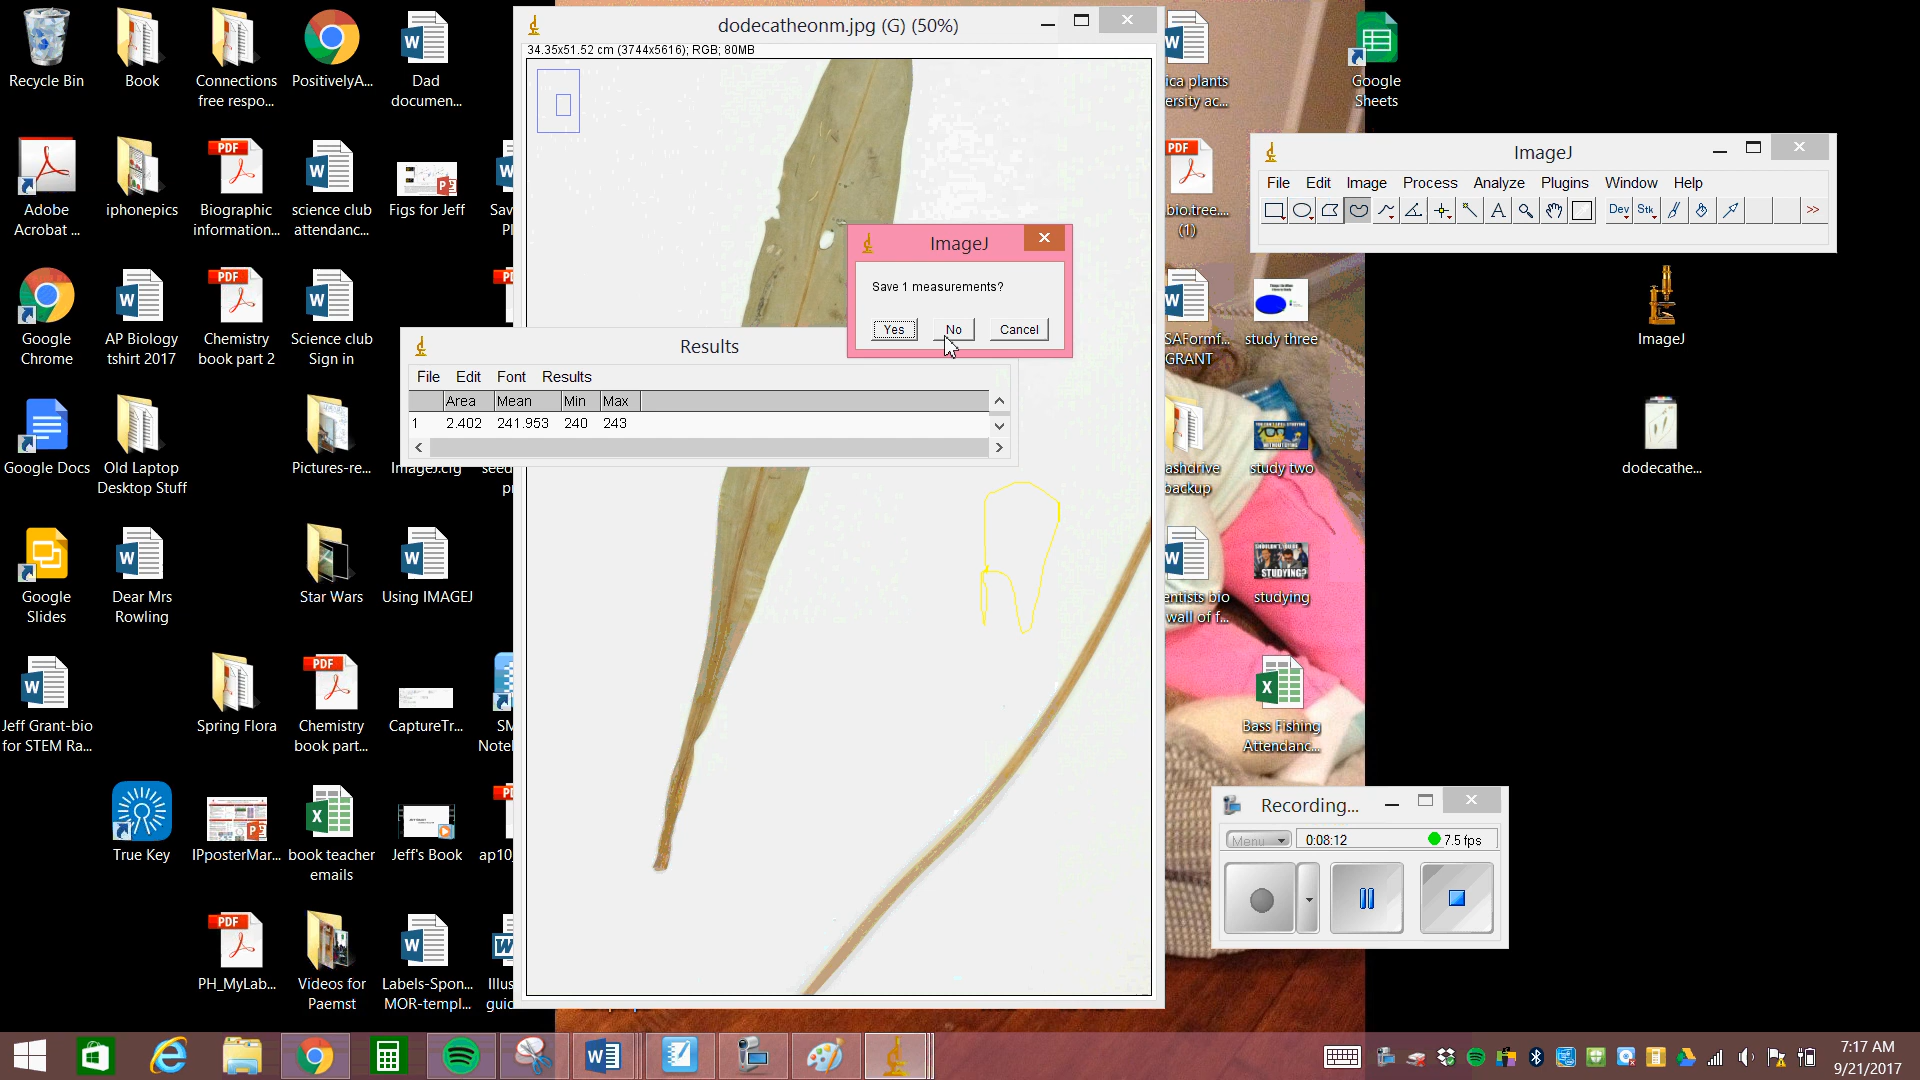 Recycle Bin
Book
Connections
free respo...
PositivelyA...
Dad
documen...
Adobe
Acrobat ...
iphonepics
Biographic
information...
science club
attendanc...
Figs for Jeff
Google
Chrome
AP Biology
tshirt 2017
Chemistry
book part 2
Science club
Sign in
Google Docs
Old Laptop
Desktop Stuff
Pictures-re...
ImageJ.cfg
Google
Slides
Dear Mrs
Rowling
Star Wars
Using IMAGEJ
Jeff Grant-bio
for STEM Ra...
Spring Flora
Chemistry
book part...
CaptureTr...
SM
True Key
IPposterMar...
book teacher
emails
Jeff's Book
ap10
PH_MyLab...
Videos for
Paemst
Labels-Spon...
MOR-templ...
dodecatheonm.jpg (G) (50%)
34.35x51.52 cm (3744x5616); RGB; 80MB
ImageJ
Save 1 measurements?
Yes
No
Cancel
Results
File Edit Font Results
Area Mean Min Max
1 2.402 241.953 240 243
ica plants
ersity ac...
Google
Sheets
PDF
bio.tree....
(1)
ImageJ
File Edit Image Process Analyze Plugins Window Help
Dev Stk >>
SAFormf...
GRANT
study three
ImageJ
ashdrive
backup
study two
dodecathe...
entists bio
wall of f...
STUDYING?
studying
Bass Fishing
Attendanc...
Recording...
Menu
0:08:12
7.5 fps
7:17 AM
9/21/2017